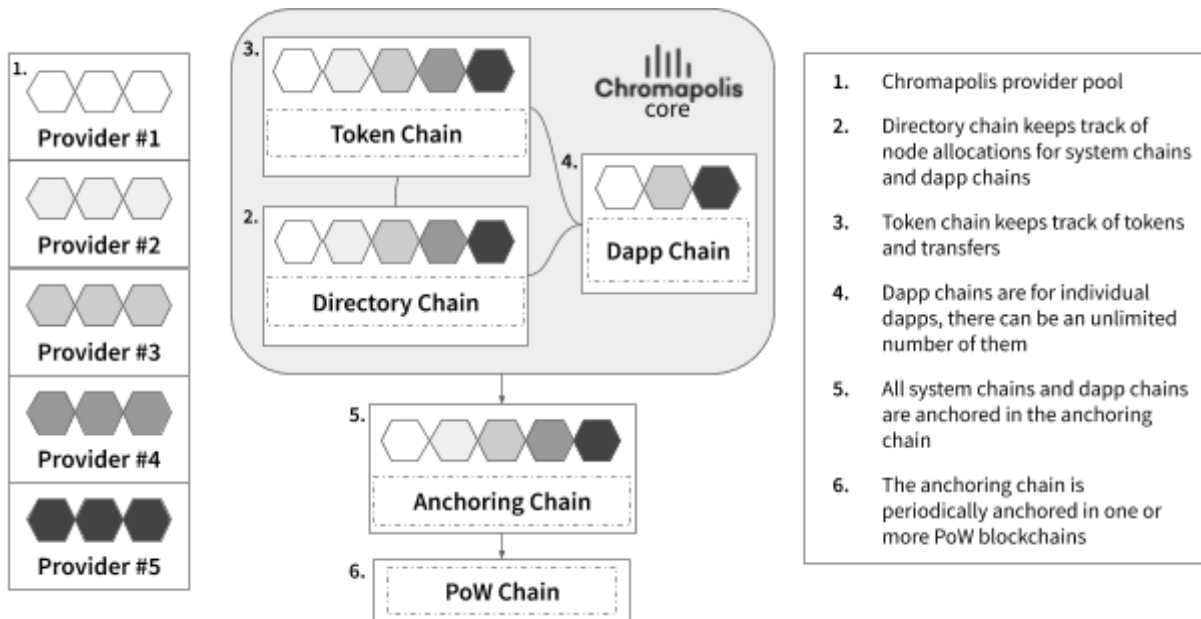 1.
Provider #1
Provider #2
Provider #3
Provider #4
Provider #5
3.
Token Chain
Chromapolis
core
2.
Directory Chain
4.
Dapp Chain
5.
Anchoring Chain
6.
PoW Chain
1. Chromapolis provider pool
2. Directory chain keeps track of
node allocations for system chains
and dapp chains
3. Token chain keeps track of tokens
and transfers
4. Dapp chains are for individual
dapps, there can be an unlimited
number of them
5. All system chains and dapp chains
are anchored in the anchoring
chain
6. The anchoring chain is
periodically anchored in one or
more PoW blockchains